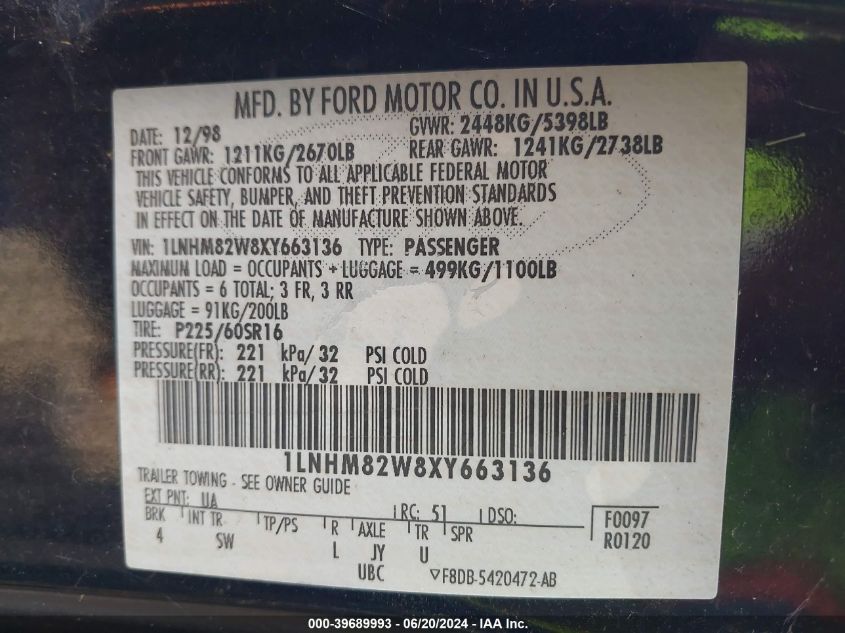 MFD. BY FORD MOTOR CO. IN U.S.A.
DATE: 12/98 GVWR: 2448KG/5398LB
FRONT GAWR: 1211KG/2670LB REAR GAWR: 1241KG/2738LB
THIS VEHICLE CONFORMS TO ALL APPLICABLE FEDERAL MOTOR
VEHICLE SAFETY, BUMPER, AND THEFT PREVENTION STANDARDS
IN EFFECT ON THE DATE OF MANUFACTURE SHOWN ABOVE.
VIN: 1LNHM82W8XY663136 TYPE: PASSENGER
MAXIMUM LOAD = OCCUPANTS + LUGGAGE = 499KG/1100LB
OCCUPANTS = 6 TOTAL; 3 FR, 3 RR
LUGGAGE = 91KG/200LB
TIRE: P225/60SR16
PRESSURE(FR): 221 kPa/32 PSI COLD
PRESSURE(RR): 221 kPa/32 PSI COLD
1LNHM82W8XY663136
TRAILER TOWING - SEE OWNER GUIDE
EXT PNT: UA RC: 51 DSO: F0097
BRK INT TR TP/PS R AXLE TR SPR R0120
4 SW L JY U
UBC ▽F8DB-5420472-AB
000-39689993 - 06/20/2024 - IAA Inc.